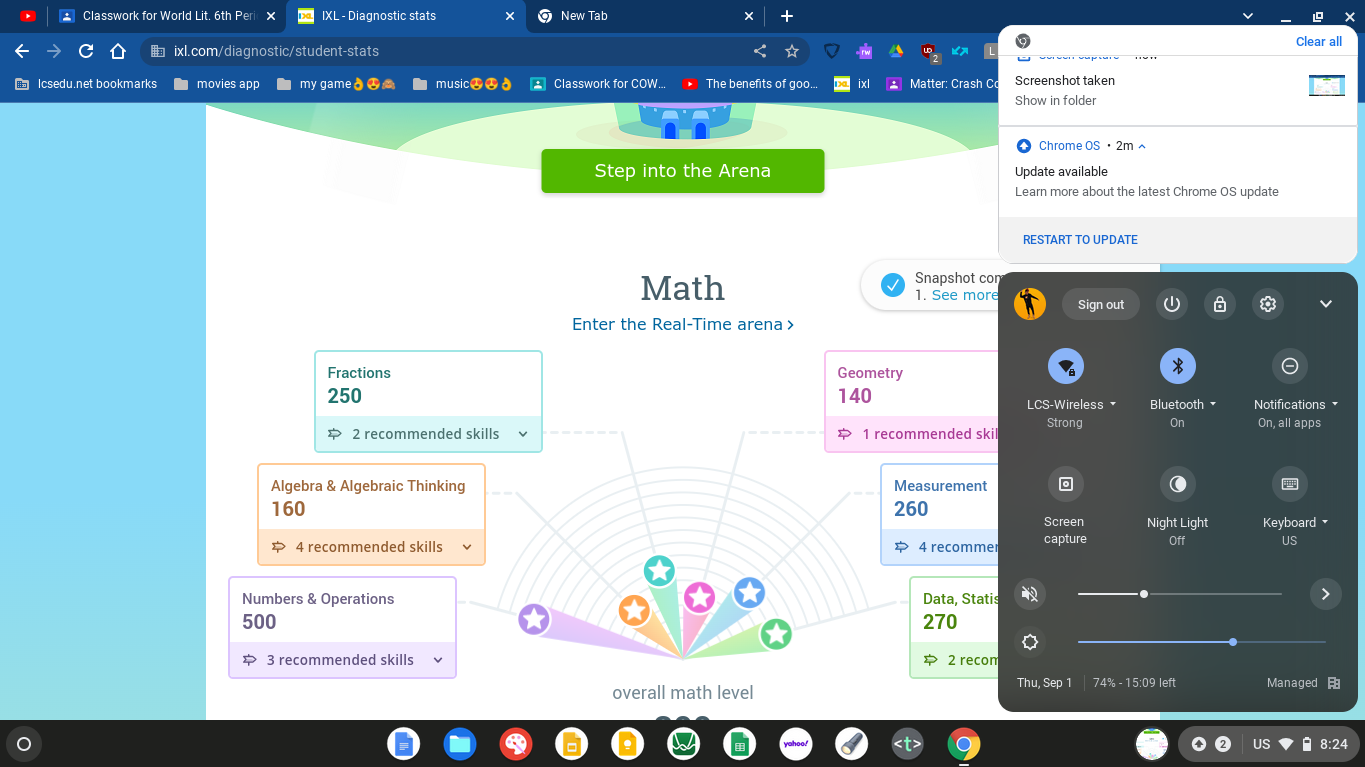 Classwork for World Lit. 6th Peri
IXL - Diagnostic stats
New Tab
ixl.com/diagnostic/student-stats
rw
UD
2
L
lcsedu.net bookmarks
movies app
my game👌😍🙈
music😍😍👌
Classwork for COW...
The benefits of goo...
ixl
Matter: Crash Co
Clear all
Screen capture • now
Screenshot taken
Show in folder
Chrome OS • 2m
Update available
Learn more about the latest Chrome OS update
RESTART TO UPDATE
Step into the Arena
Math
Enter the Real-Time arena
Snapshot com
1. See more
Fractions
250
2 recommended skills
Geometry
140
1 recommended skil
Algebra & Algebraic Thinking
160
4 recommended skills
Measurement
260
4 recommen
Numbers & Operations
500
3 recommended skills
Data, Statis
270
2 recom
overall math level
Sign out
LCS-Wireless
Strong
Bluetooth
On
Notifications
On, all apps
Screen
capture
Night Light
Off
Keyboard
US
Thu, Sep 1
74% - 15:09 left
Managed
yahoo!
<t>
2
US
8:24